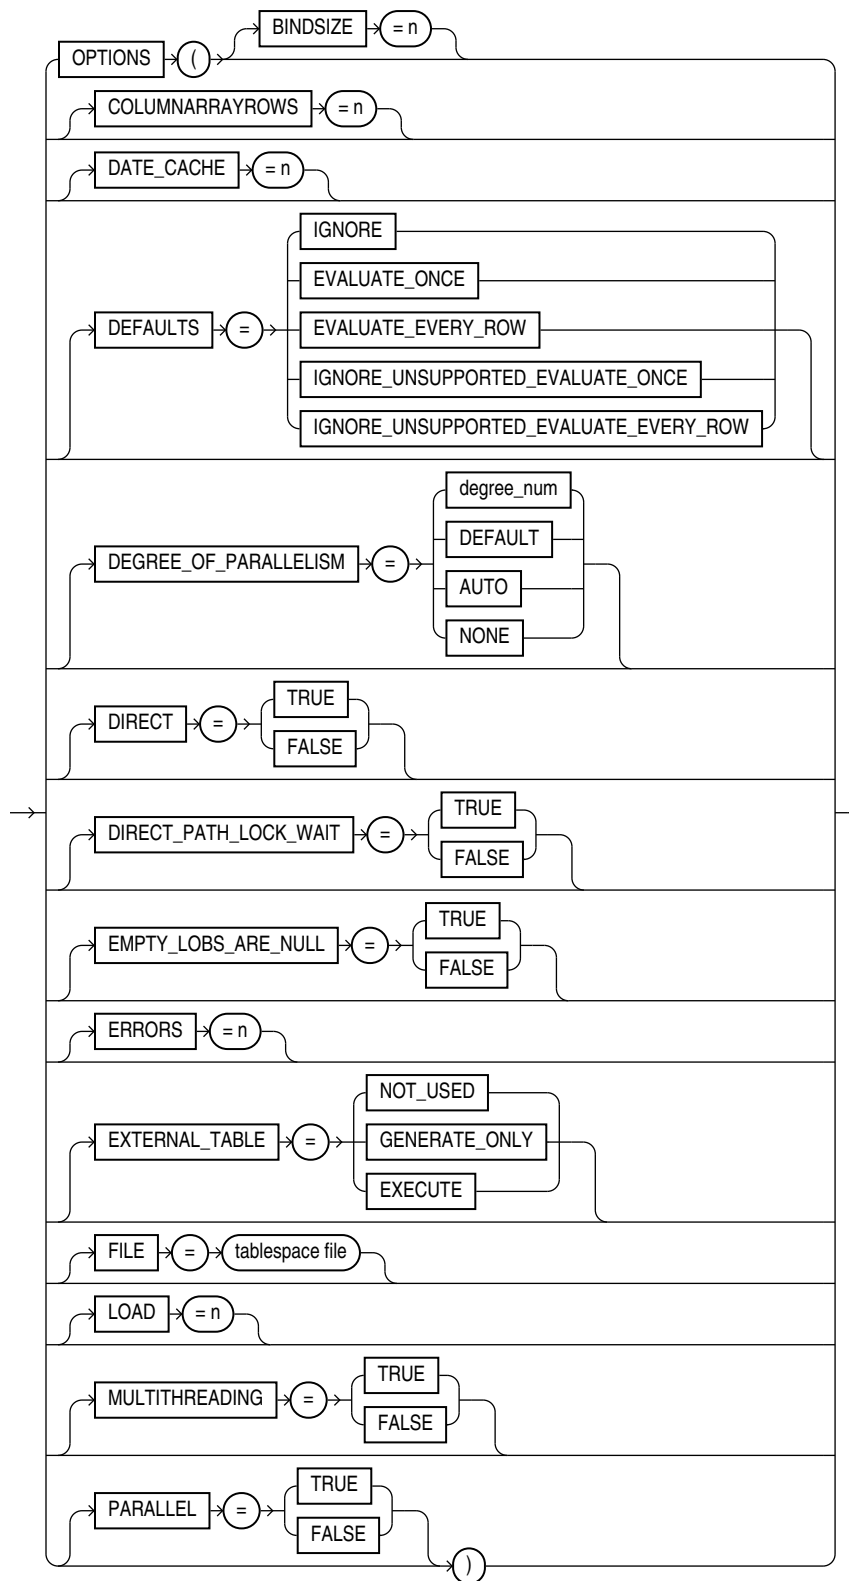 BINDSIZE = n
OPTIONS (
COLUMNARRAYROWS = n
DATE_CACHE = n
IGNORE
EVALUATE_ONCE
DEFAULTS = EVALUATE_EVERY_ROW
IGNORE_UNSUPPORTED_EVALUATE_ONCE
IGNORE_UNSUPPORTED_EVALUATE_EVERY_ROW
degree_num
DEFAULT
DEGREE_OF_PARALLELISM =
AUTO
NONE
TRUE
DIRECT =
FALSE
TRUE
DIRECT_PATH_LOCK_WAIT =
FALSE
TRUE
EMPTY_LOBS_ARE_NULL =
FALSE
ERRORS = n
NOT_USED
EXTERNAL_TABLE = GENERATE_ONLY
EXECUTE
FILE = tablespace file
LOAD = n
TRUE
MULTITHREADING =
FALSE
TRUE
PARALLEL =
FALSE
)